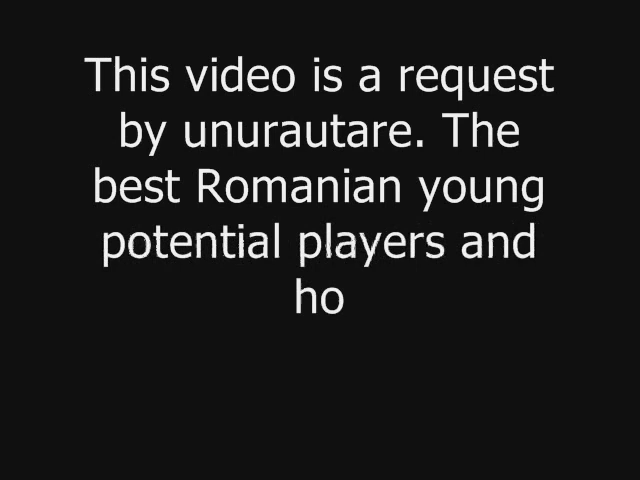 This video is a request
by unurautare. The
best Romanian young
potential players and
ho